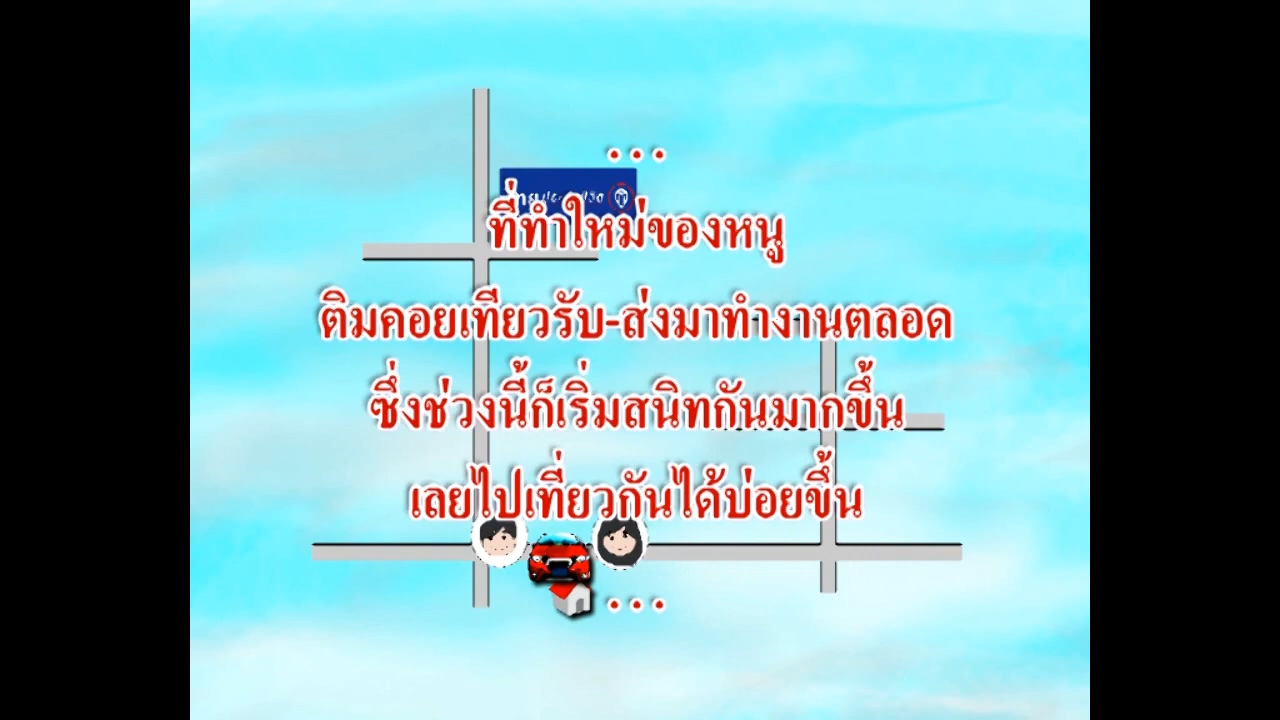 ...
ที่ทำใหม่ของหนู
ติมคอยเทียวรับ-ส่งมาทำงานตลอด
ซึ่งช่วงนี้ก็เริ่มสนิทกันมากขึ้น
เลยไปเที่ยวกันได้บ่อยขึ้น
...